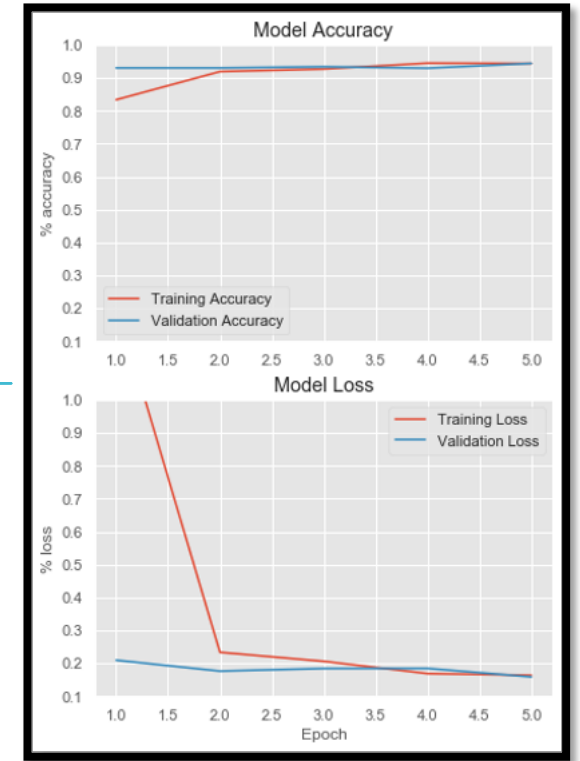 Model Accuracy
1.0
0.9
0.8
0.7
0.6
0.5
0.4
0.3
0.2
0.1
% accuracy
Training Accuracy
Validation Accuracy
1.0 1.5 2.0 2.5 3.0 3.5 4.0 4.5 5.0
Model Loss
1.0
0.9
0.8
0.7
0.6
0.5
0.4
0.3
0.2
0.1
% loss
Training Loss
Validation Loss
1.0 1.5 2.0 2.5 3.0 3.5 4.0 4.5 5.0
Epoch